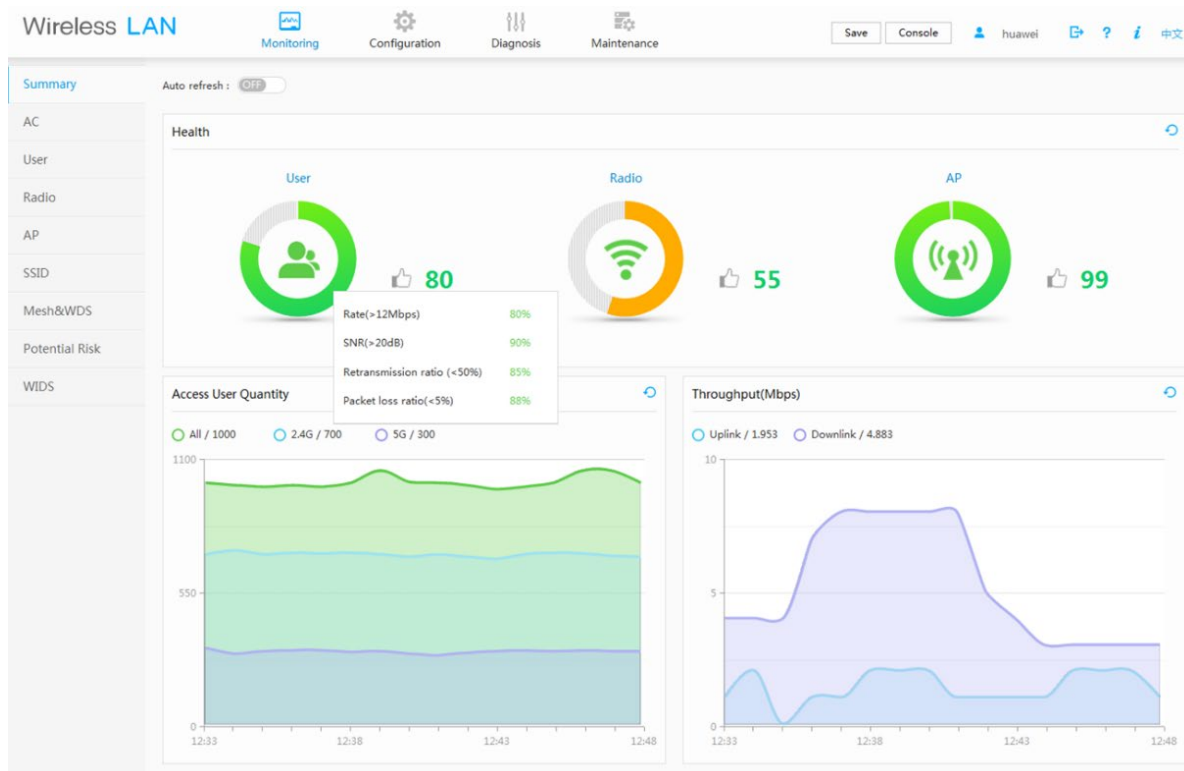 Wireless LAN
Monitoring
Configuration
Diagnosis
Maintenance
Save
Console
huawei
?
i
中文
Summary
AC
User
Radio
AP
SSID
Mesh&WDS
Potential Risk
WIDS
Auto refresh : OFF
Health
User
Radio
AP
80
55
99
Rate(>12Mbps) 80%
SNR(>20dB) 90%
Retransmission ratio (<50%) 85%
Packet loss ratio(<5%) 88%
Access User Quantity
All / 1000 2.4G / 700 5G / 300
1100
550
0
12:33 12:38 12:43 12:48
Throughput(Mbps)
Uplink / 1.953 Downlink / 4.883
10
5
0
12:33 12:38 12:43 12:48